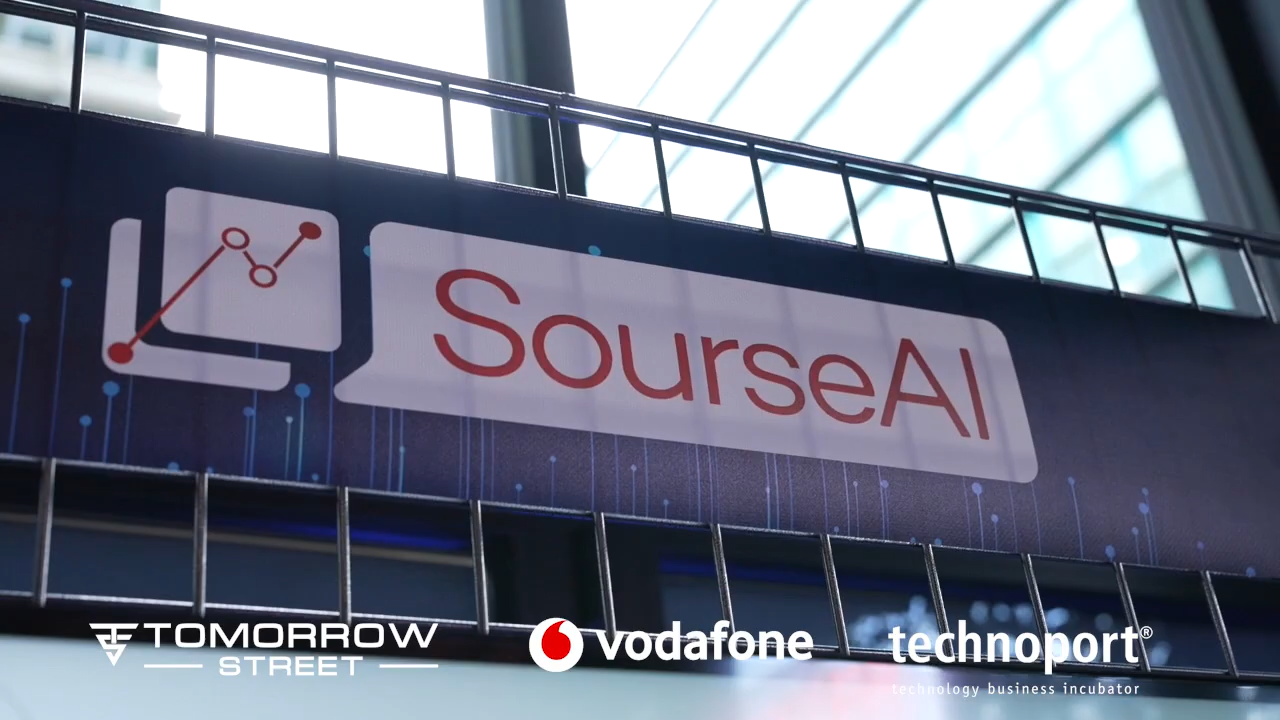 SourseAI
TOMORROW
STREET
vodafone
technoport®
technology business incubator